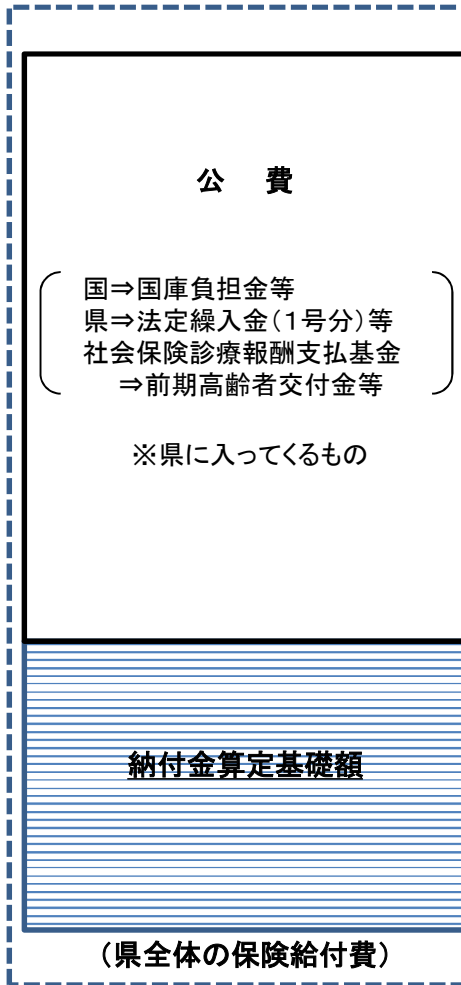 公　費
国⇒国庫負担金等
県⇒法定繰入金(１号分)等
社会保険診療報酬支払基金
⇒前期高齢者交付金等
※県に入ってくるもの
納付金算定基礎額
(県全体の保険給付費)